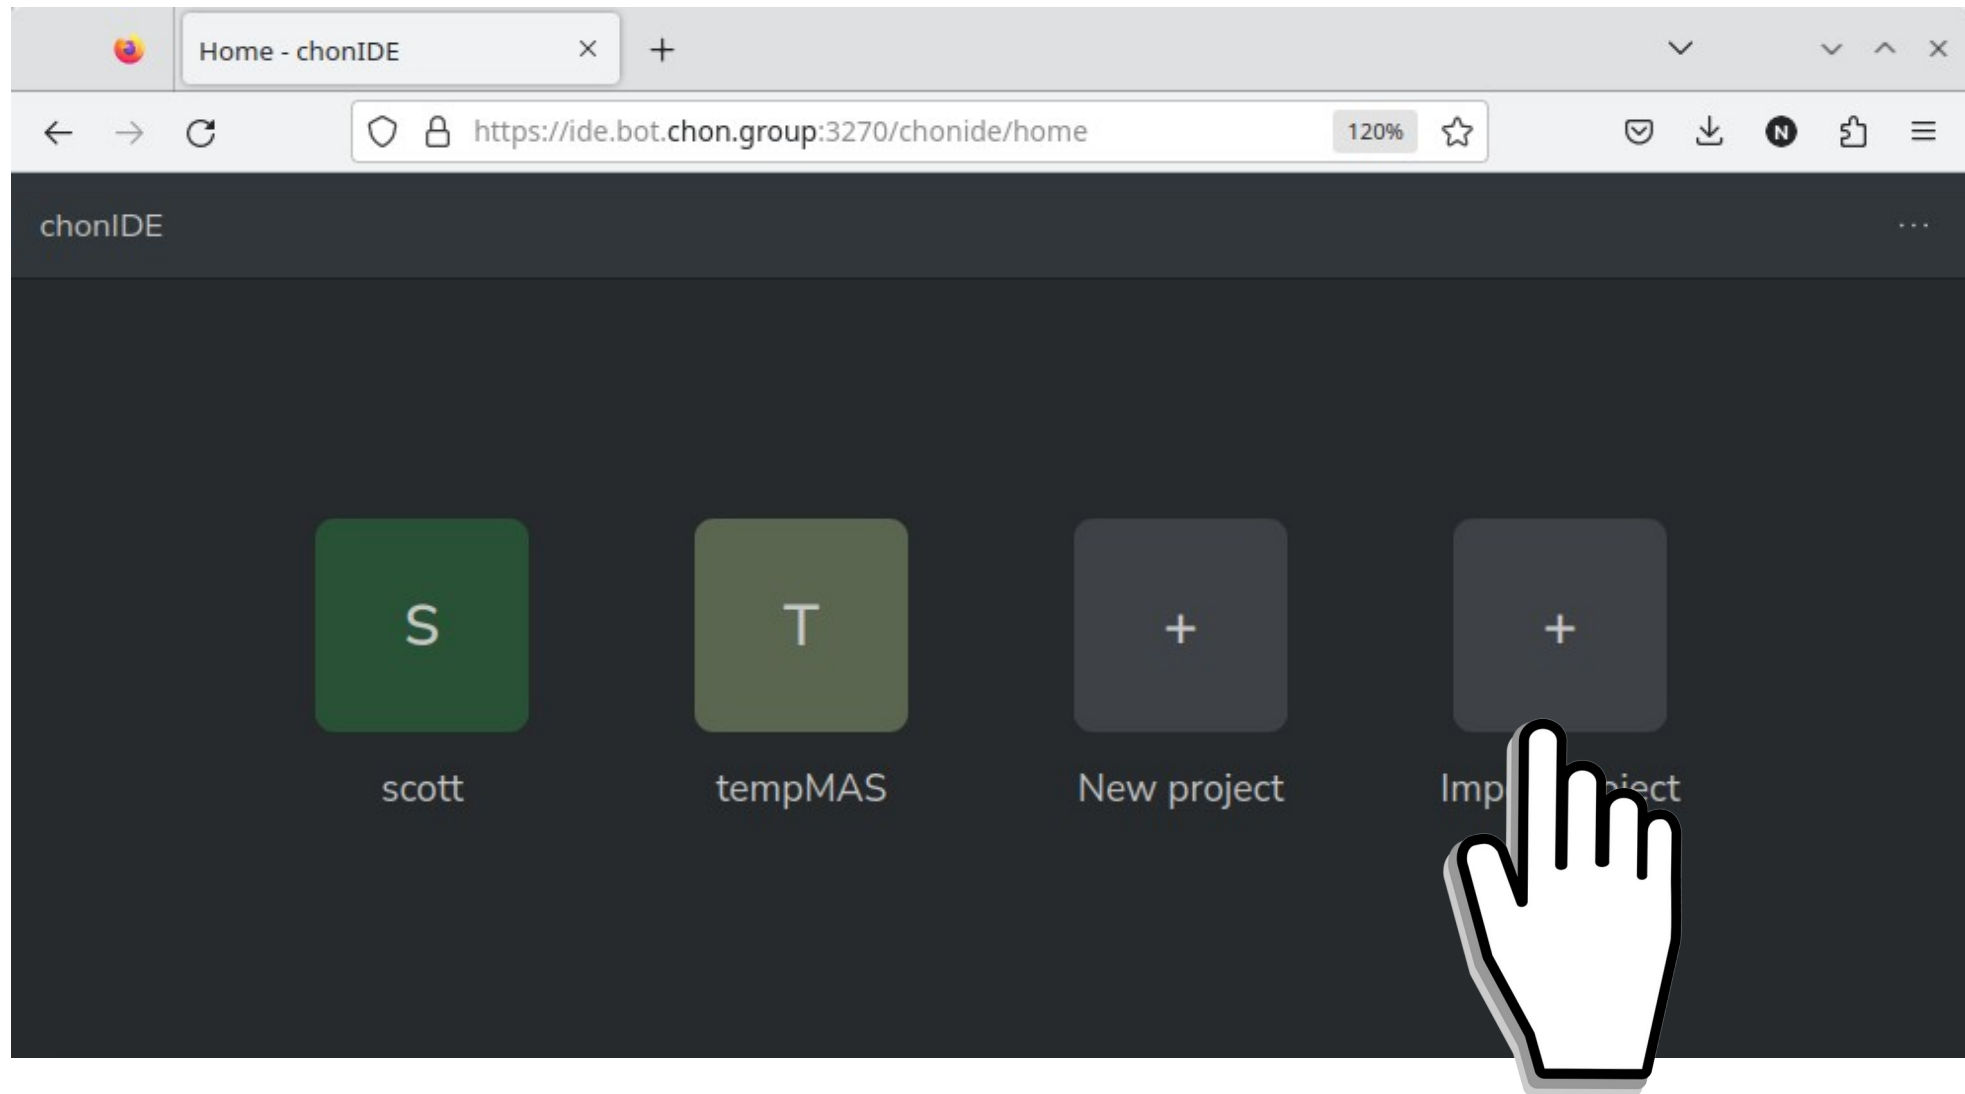 Home - chonIDE
https://ide.bot.chon.group:3270/chonide/home
120%
N
chonIDE
...
S
T
+
+
scott
tempMAS
New project